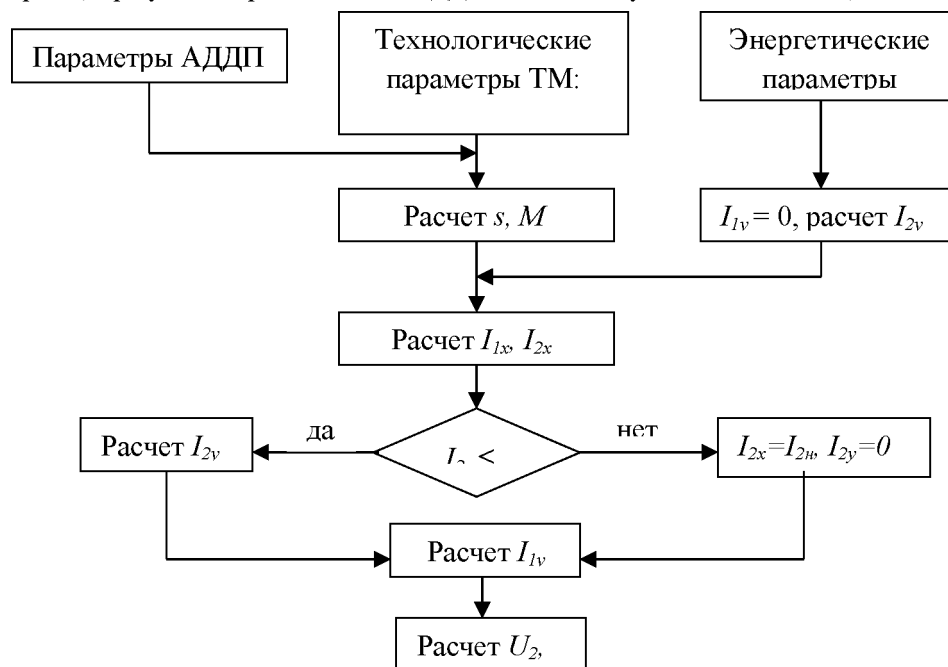 Параметры АДДП
Технологические
параметры ТМ:
Энергетические
параметры
Расчет s, M
I1v = 0, расчет I2v
Расчет I1x, I2x
да
нет
Расчет I2v
I2 <
I2x=I2н, I2y=0
Расчет I1v
Расчет U2,